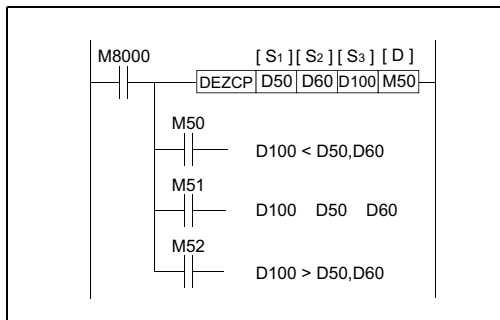 [ S1 ] [ S2 ] [ S3 ] [ D ]
M8000
DEZCP D50 D60 D100 M50
M50
D100 < D50,D60
M51
D100 D50 D60
M52
D100 > D50,D60